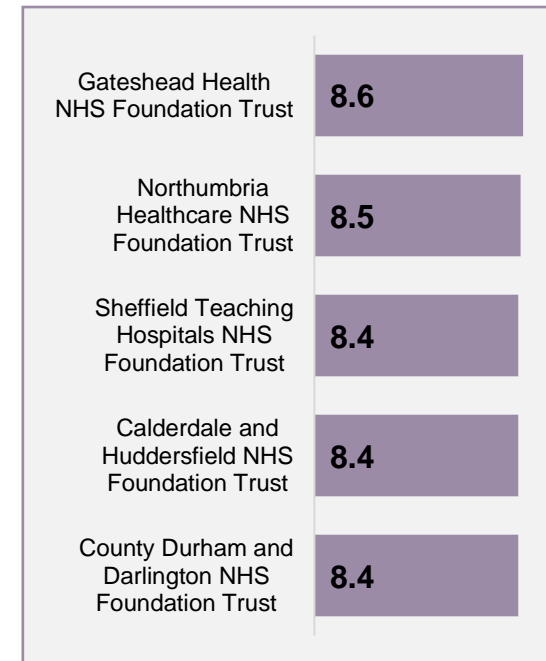 Gateshead Health
NHS Foundation Trust
8.6
Northumbria
Healthcare NHS
Foundation Trust
8.5
Sheffield Teaching
Hospitals NHS
Foundation Trust
8.4
Calderdale and
Huddersfield NHS
Foundation Trust
8.4
County Durham and
Darlington NHS
Foundation Trust
8.4